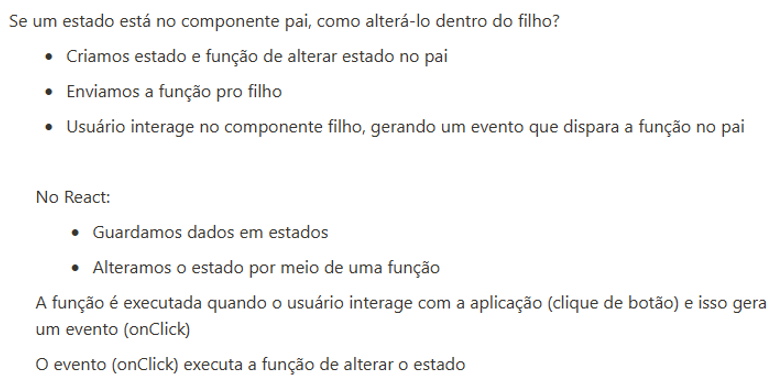 Se um estado está no componente pai, como alterá-lo dentro do filho?
• Criamos estado e função de alterar estado no pai
• Enviamos a função pro filho
• Usuário interage no componente filho, gerando um evento que dispara a função no pai
No React:
• Guardamos dados em estados
• Alteramos o estado por meio de uma função
A função é executada quando o usuário interage com a aplicação (clique de botão) e isso gera
um evento (onClick)
O evento (onClick) executa a função de alterar o estado